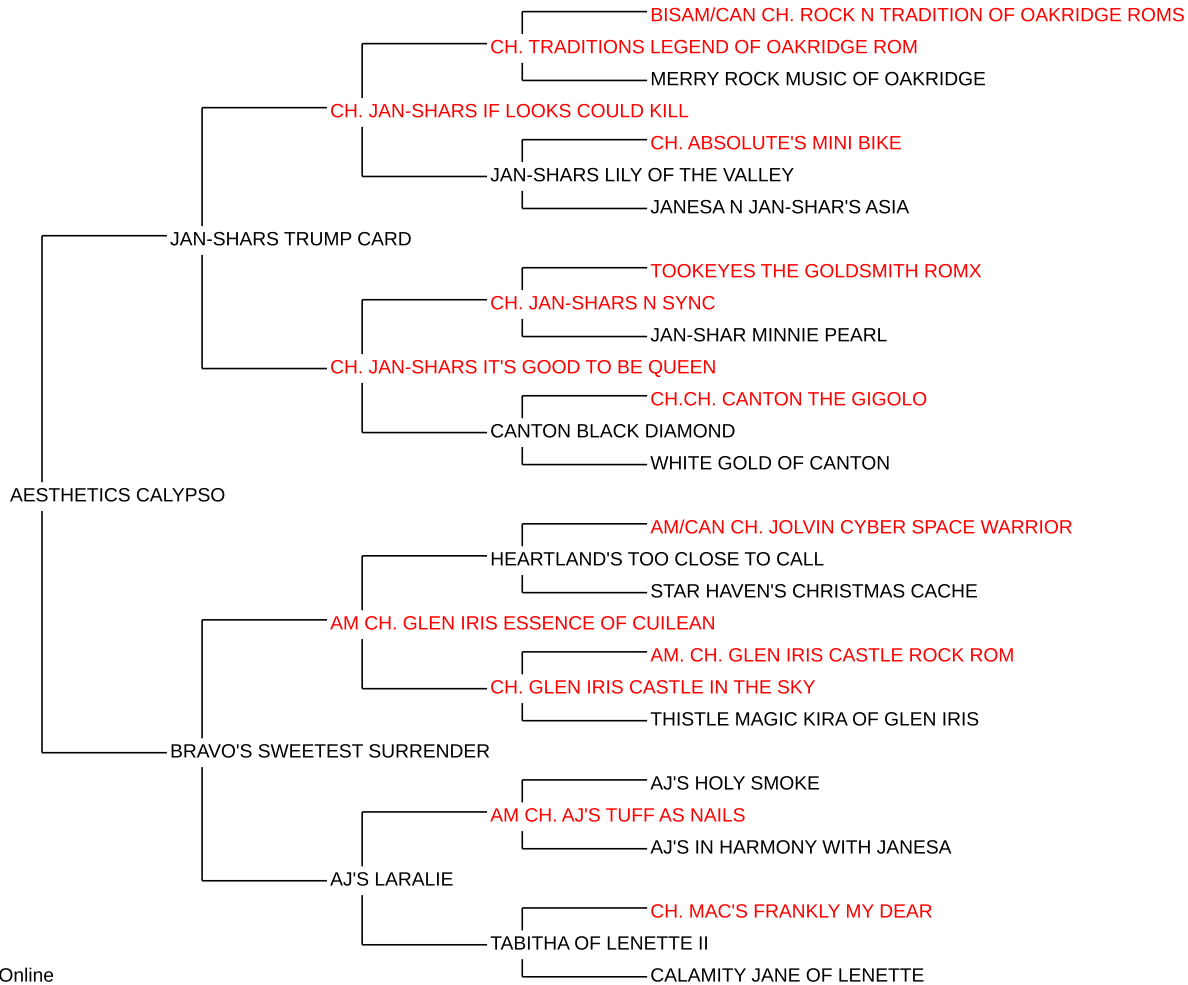 BISAM/CAN CH. ROCK N TRADITION OF OAKRIDGE ROMS
CH. TRADITIONS LEGEND OF OAKRIDGE ROM
MERRY ROCK MUSIC OF OAKRIDGE
CH. JAN-SHARS IF LOOKS COULD KILL
CH. ABSOLUTE'S MINI BIKE
JAN-SHARS LILY OF THE VALLEY
JANESA N JAN-SHAR'S ASIA
JAN-SHARS TRUMP CARD
TOOKEYES THE GOLDSMITH ROMX
CH. JAN-SHARS N SYNC
JAN-SHAR MINNIE PEARL
CH. JAN-SHARS IT'S GOOD TO BE QUEEN
CH.CH. CANTON THE GIGOLO
CANTON BLACK DIAMOND
WHITE GOLD OF CANTON
AESTHETICS CALYPSO
AM/CAN CH. JOLVIN CYBER SPACE WARRIOR
HEARTLAND'S TOO CLOSE TO CALL
STAR HAVEN'S CHRISTMAS CACHE
AM CH. GLEN IRIS ESSENCE OF CUILEAN
AM. CH. GLEN IRIS CASTLE ROCK ROM
CH. GLEN IRIS CASTLE IN THE SKY
THISTLE MAGIC KIRA OF GLEN IRIS
BRAVO'S SWEETEST SURRENDER
AJ'S HOLY SMOKE
AM CH. AJ'S TUFF AS NAILS
AJ'S IN HARMONY WITH JANESA
AJ'S LARALIE
CH. MAC'S FRANKLY MY DEAR
TABITHA OF LENETTE II
CALAMITY JANE OF LENETTE
Online